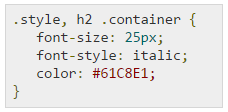 .style, h2 .container {
    font-size: 25px;
    font-style: italic;
    color: #61C8E1;
}